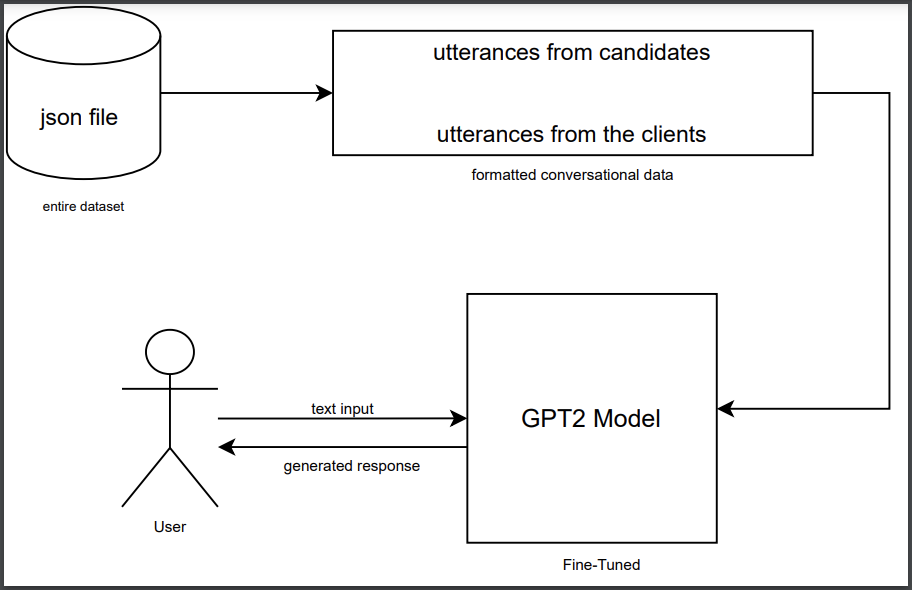 json file
entire dataset
utterances from candidates
utterances from the clients
formatted conversational data
text input
generated response
User
GPT2 Model
Fine-Tuned